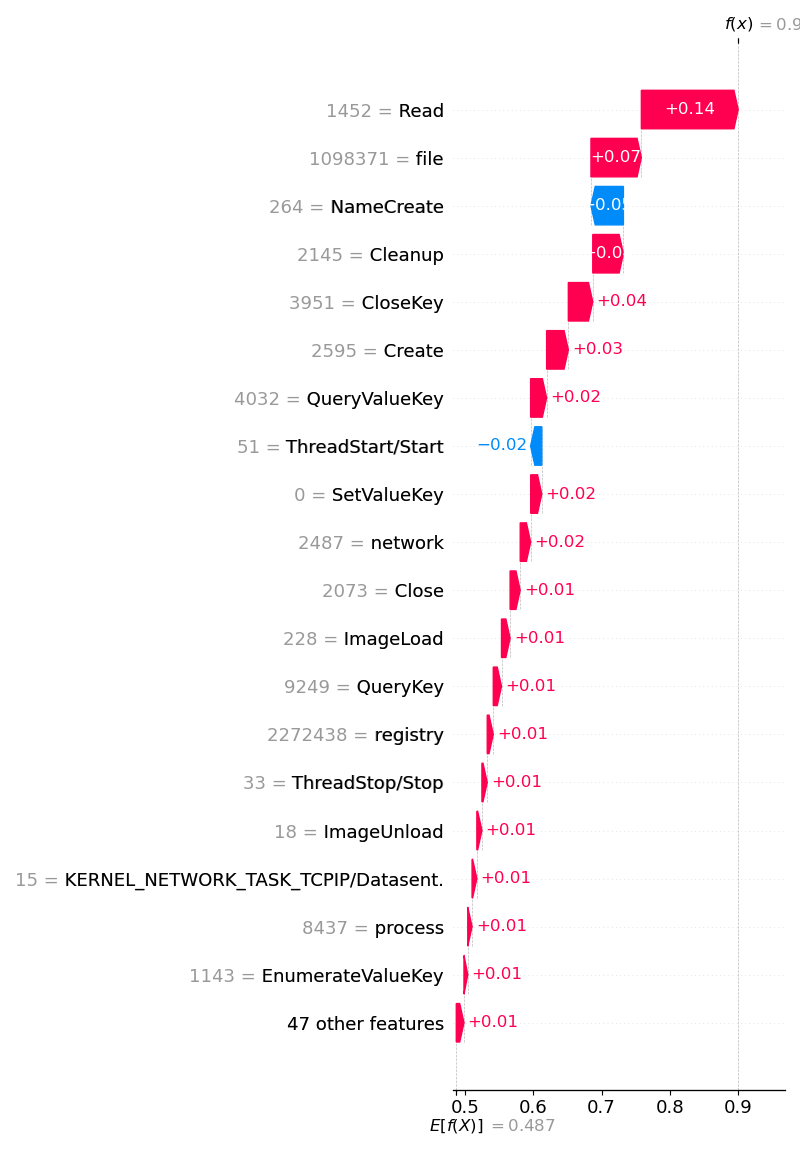 f(x) = 0.9
1452 = Read +0.14
1098371 = file +0.07
264 = NameCreate
2145 = Cleanup
3951 = CloseKey +0.04
2595 = Create +0.03
4032 = QueryValueKey +0.02
51 = ThreadStart/Start −0.02
0 = SetValueKey +0.02
2487 = network +0.02
2073 = Close +0.01
228 = ImageLoad +0.01
9249 = QueryKey +0.01
2272438 = registry +0.01
33 = ThreadStop/Stop +0.01
18 = ImageUnload +0.01
15 = KERNEL_NETWORK_TASK_TCPIP/Datasent. +0.01
8437 = process +0.01
1143 = EnumerateValueKey +0.01
47 other features +0.01
0.5 0.6 0.7 0.8 0.9
E[f(X)] = 0.487